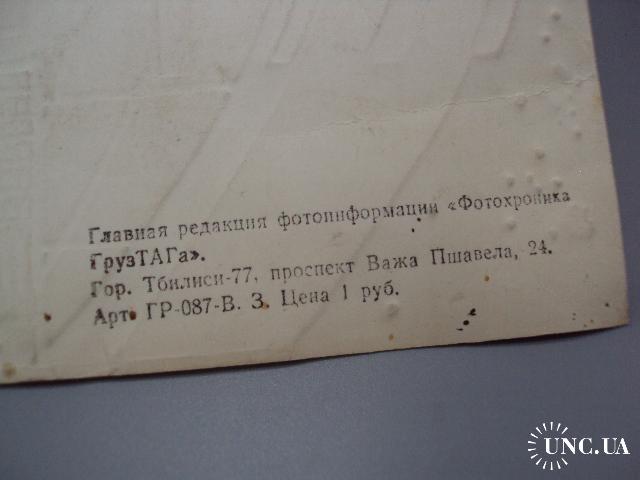 Главная редакция фотоинформации «Фотохроника
ГрузТАГа».
Гор. Тбилиси-77, проспект Важа Пшавела, 24.
Арт. ГР-087-В. З. Цена 1 руб.
UNC.UA